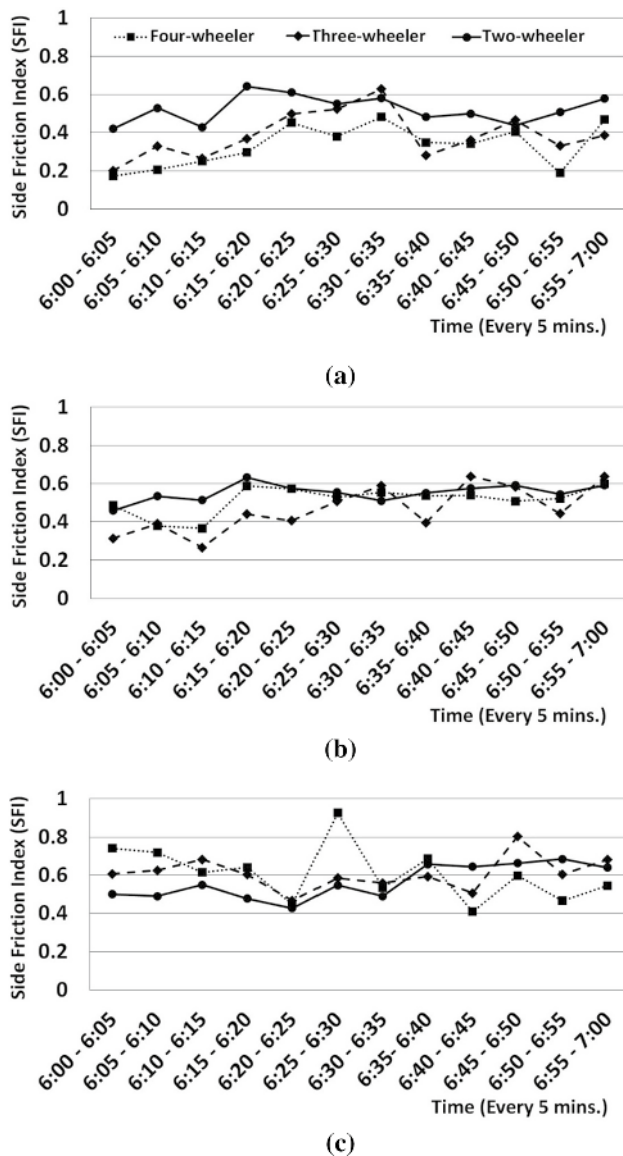 Side Friction Index (SFI)
1
0.8
0.6
0.4
0.2
0
Four-wheeler Three-wheeler Two-wheeler
6:00 - 6:05
6:05 - 6:10
6:10 - 6:15
6:15 - 6:20
6:20 - 6:25
6:25 - 6:30
6:30 - 6:35
6:35- 6:40
6:40 - 6:45
6:45 - 6:50
6:50 - 6:55
6:55 - 7:00
Time (Every 5 mins.)
(a)
Side Friction Index (SFI)
1
0.8
0.6
0.4
0.2
0
6:00 - 6:05
6:05 - 6:10
6:10 - 6:15
6:15 - 6:20
6:20 - 6:25
6:25 - 6:30
6:30 - 6:35
6:35- 6:40
6:40 - 6:45
6:45 - 6:50
6:50 - 6:55
6:55 - 7:00
Time (Every 5 mins.)
(b)
Side Friction Index (SFI)
1
0.8
0.6
0.4
0.2
0
6:00 - 6:05
6:05 - 6:10
6:10 - 6:15
6:15 - 6:20
6:20 - 6:25
6:25 - 6:30
6:30 - 6:35
6:35- 6:40
6:40 - 6:45
6:45 - 6:50
6:50 - 6:55
6:55 - 7:00
Time (Every 5 mins.)
(c)